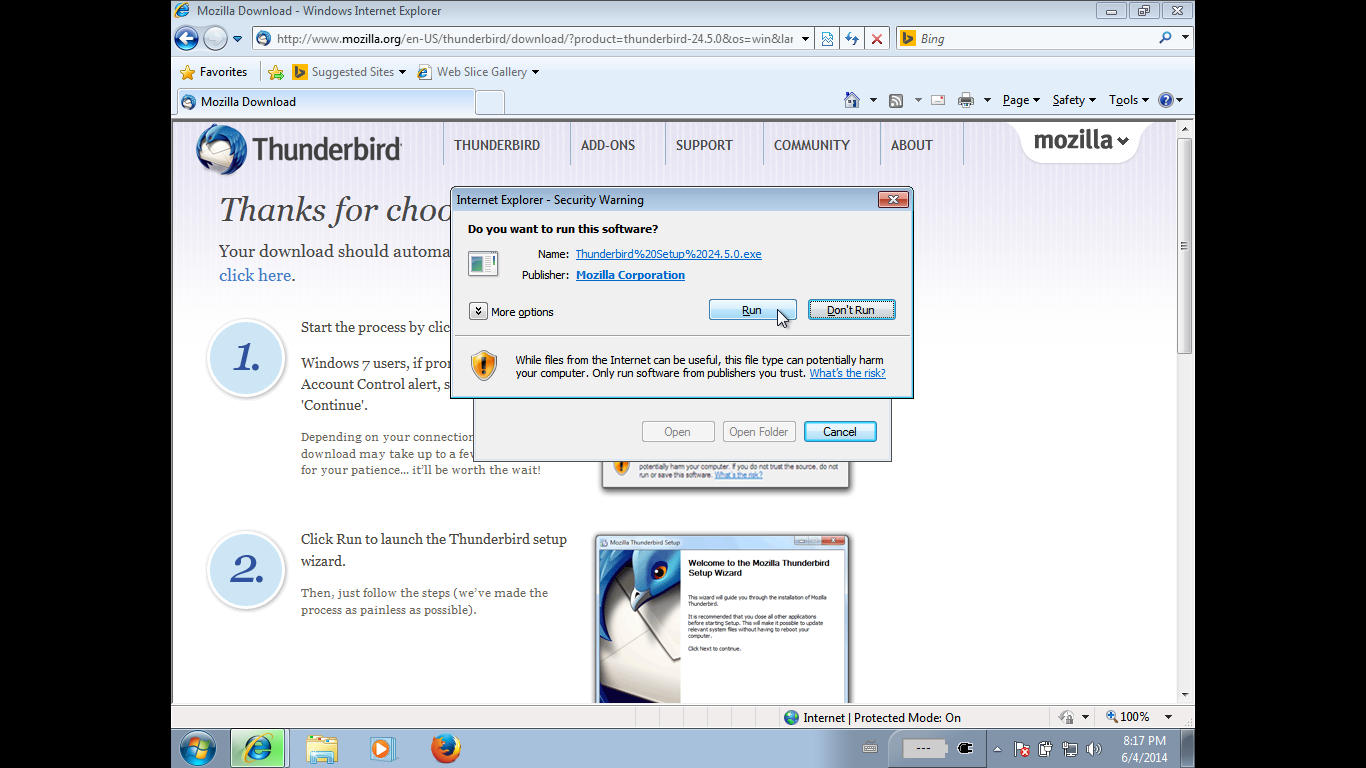 Mozilla Download - Windows Internet Explorer
http://www.mozilla.org/en-US/thunderbird/download/?product=thunderbird-24.5.0&os=win&lar
Bing
Favorites
Suggested Sites
Web Slice Gallery
Mozilla Download
Page
Safety
Tools
Thunderbird
THUNDERBIRD
ADD-ONS
SUPPORT
COMMUNITY
ABOUT
mozilla
Thanks for choo
Your download should automa
click here.
Internet Explorer - Security Warning
Do you want to run this software?
Name: Thunderbird%20Setup%2024.5.0.exe
Publisher: Mozilla Corporation
More options
Run
Don't Run
While files from the Internet can be useful, this file type can potentially harm
your computer. Only run software from publishers you trust. What's the risk?
Open
Open Folder
Cancel
1.
Start the process by clic
Windows 7 users, if pron
Account Control alert, s
'Continue'.
Depending on your connection
download may take up to a few
for your patience... it'll be worth the wait!
potentially harm your computer. If you do not trust the source, do not
run or save this software. What's the risk?
2.
Click Run to launch the Thunderbird setup
wizard.
Then, just follow the steps (we've made the
process as painless as possible).
Mozilla Thunderbird Setup
Welcome to the Mozilla Thunderbird
Setup Wizard
This wizard will guide you through the installation of Mozilla
Thunderbird.
It is recommended that you close all other applications
before starting Setup. This will make it possible to update
relevant system files without having to reboot your
computer.
Click Next to continue.
Internet | Protected Mode: On
100%
---
8:17 PM
6/4/2014